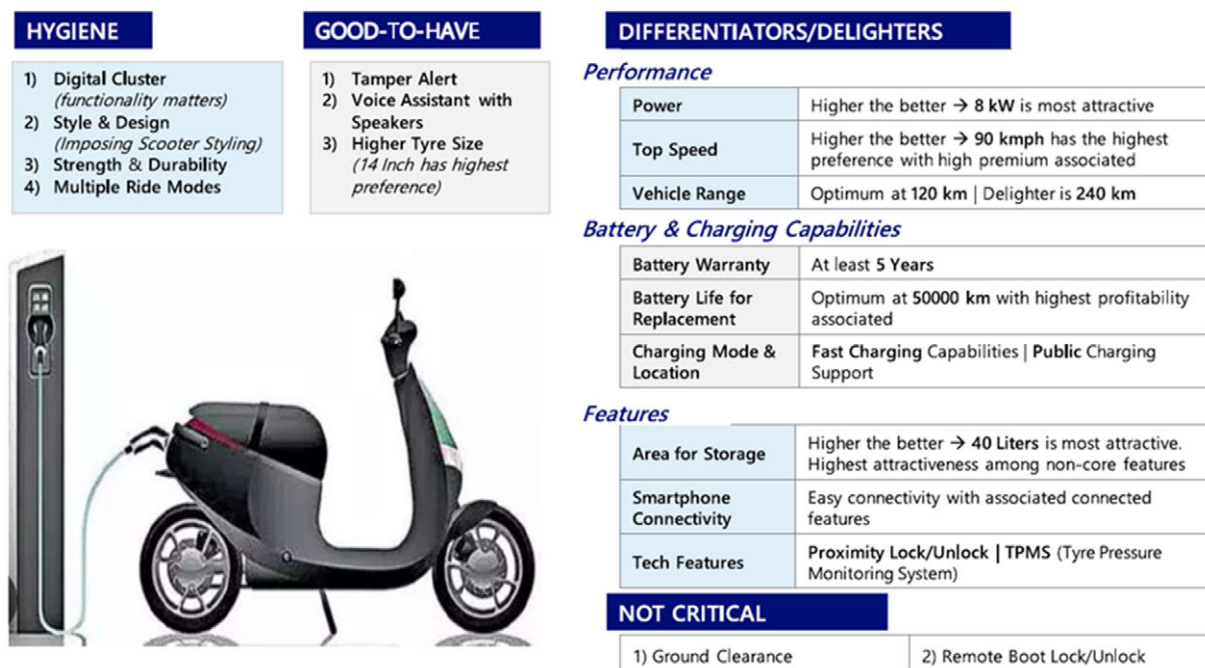 HYGIENE
1) Digital Cluster
(functionality matters)
2) Style & Design
(Imposing Scooter Styling)
3) Strength & Durability
4) Multiple Ride Modes
GOOD-TO-HAVE
1) Tamper Alert
2) Voice Assistant with
Speakers
3) Higher Tyre Size
(14 Inch has highest
preference)
DIFFERENTIATORS/DELIGHTERS
Performance
Power
Higher the better → 8 kW is most attractive
Top Speed
Higher the better → 90 kmph has the highest
preference with high premium associated
Vehicle Range
Optimum at 120 km | Delighter is 240 km
Battery & Charging Capabilities
Battery Warranty
At least 5 Years
Battery Life for
Replacement
Optimum at 50000 km with highest profitability
associated
Charging Mode &
Location
Fast Charging Capabilities | Public Charging
Support
Features
Area for Storage
Higher the better → 40 Liters is most attractive.
Highest attractiveness among non-core features
Smartphone
Connectivity
Easy connectivity with associated connected
features
Tech Features
Proximity Lock/Unlock | TPMS (Tyre Pressure
Monitoring System)
NOT CRITICAL
1) Ground Clearance
2) Remote Boot Lock/Unlock